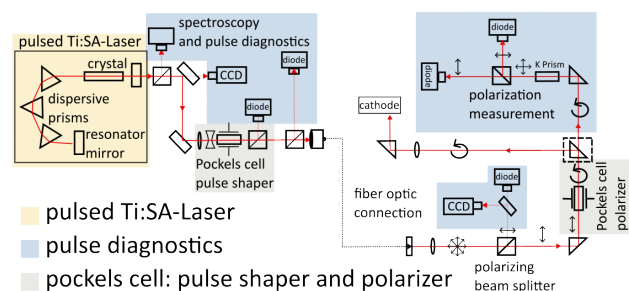 pulsed Ti:SA-Laser
crystal
dispersive
prisms
resonator
mirror
spectroscopy
and pulse diagnostics
CCD
diode
diode
Pockels cell
pulse shaper
diode
diode
K Prism
polarization
measurement
cathode
Pockels cell
polarizer
fiber optic
connection
diode
CCD
polarizing
beam splitter
pulsed Ti:SA-Laser
pulse diagnostics
pockels cell: pulse shaper and polarizer